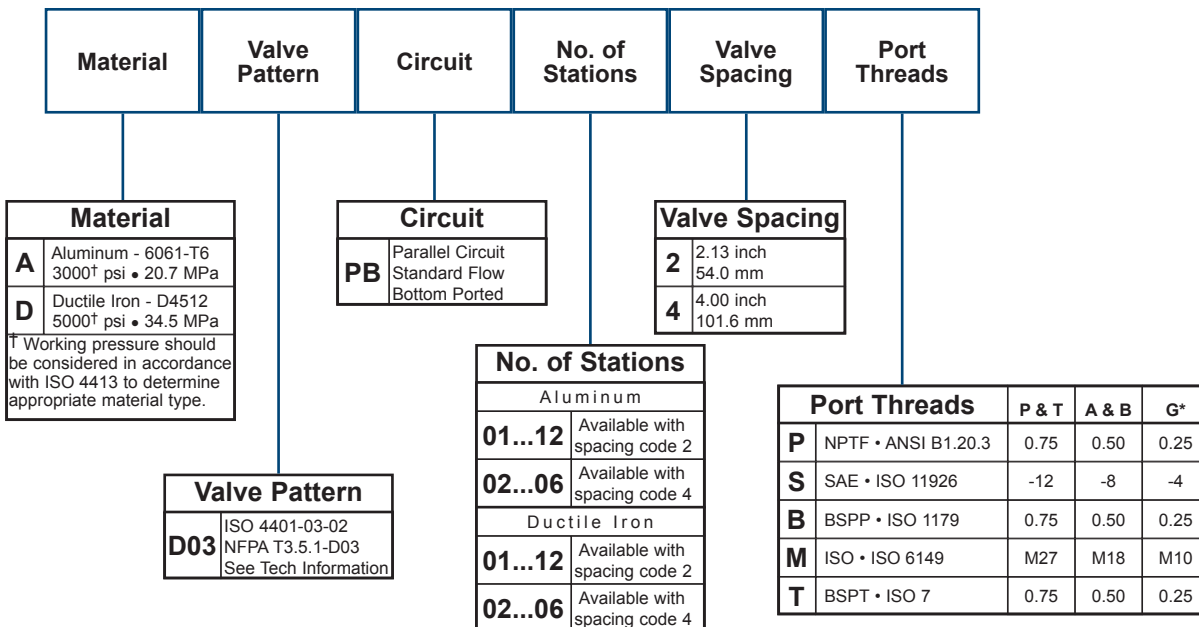 Material
Valve
Pattern
Circuit
No. of
Stations
Valve
Spacing
Port
Threads
Material
A
Aluminum - 6061-T6
3000† psi • 20.7 MPa
D
Ductile Iron - D4512
5000† psi • 34.5 MPa
† Working pressure should
be considered in accordance
with ISO 4413 to determine
appropriate material type.
Valve Pattern
D03
ISO 4401-03-02
NFPA T3.5.1-D03
See Tech Information
Circuit
PB
Parallel Circuit
Standard Flow
Bottom Ported
No. of Stations
Aluminum
01...12
Available with
spacing code 2
02...06
Available with
spacing code 4
Ductile Iron
01...12
Available with
spacing code 2
02...06
Available with
spacing code 4
Valve Spacing
2
2.13 inch
54.0 mm
4
4.00 inch
101.6 mm
Port Threads P & T A & B G*
P NPTF • ANSI B1.20.3 0.75 0.50 0.25
S SAE • ISO 11926 -12 -8 -4
B BSPP • ISO 1179 0.75 0.50 0.25
M ISO • ISO 6149 M27 M18 M10
T BSPT • ISO 7 0.75 0.50 0.25